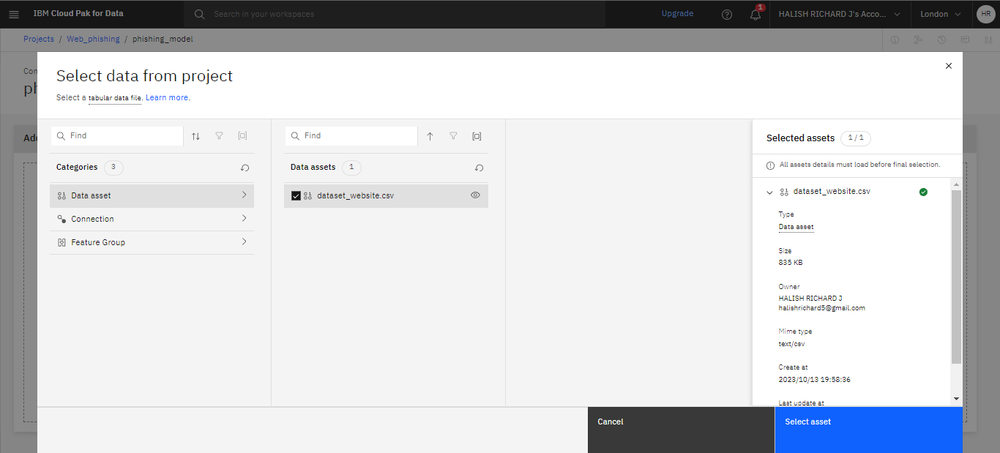 IBM Cloud Pak for Data
Search in your workspaces
Upgrade
1
HALISH RICHARD J's Acco...
London
HR
Projects / Web_phishing / phishing_model
Con
ph
Add
Select data from project
Select a tabular data file. Learn more.
Find
Find
Selected assets 1 / 1
Categories 3
Data assets 1
All assets details must load before final selection.
Data asset
dataset_website.csv
dataset_website.csv
Connection
Feature Group
Type
Data asset
Size
835 KB
Owner
HALISH RICHARD J
halishrichard5@gmail.com
Mime type
text/csv
Create at
2023/10/13 19:58:36
Last update at
Cancel
Select asset